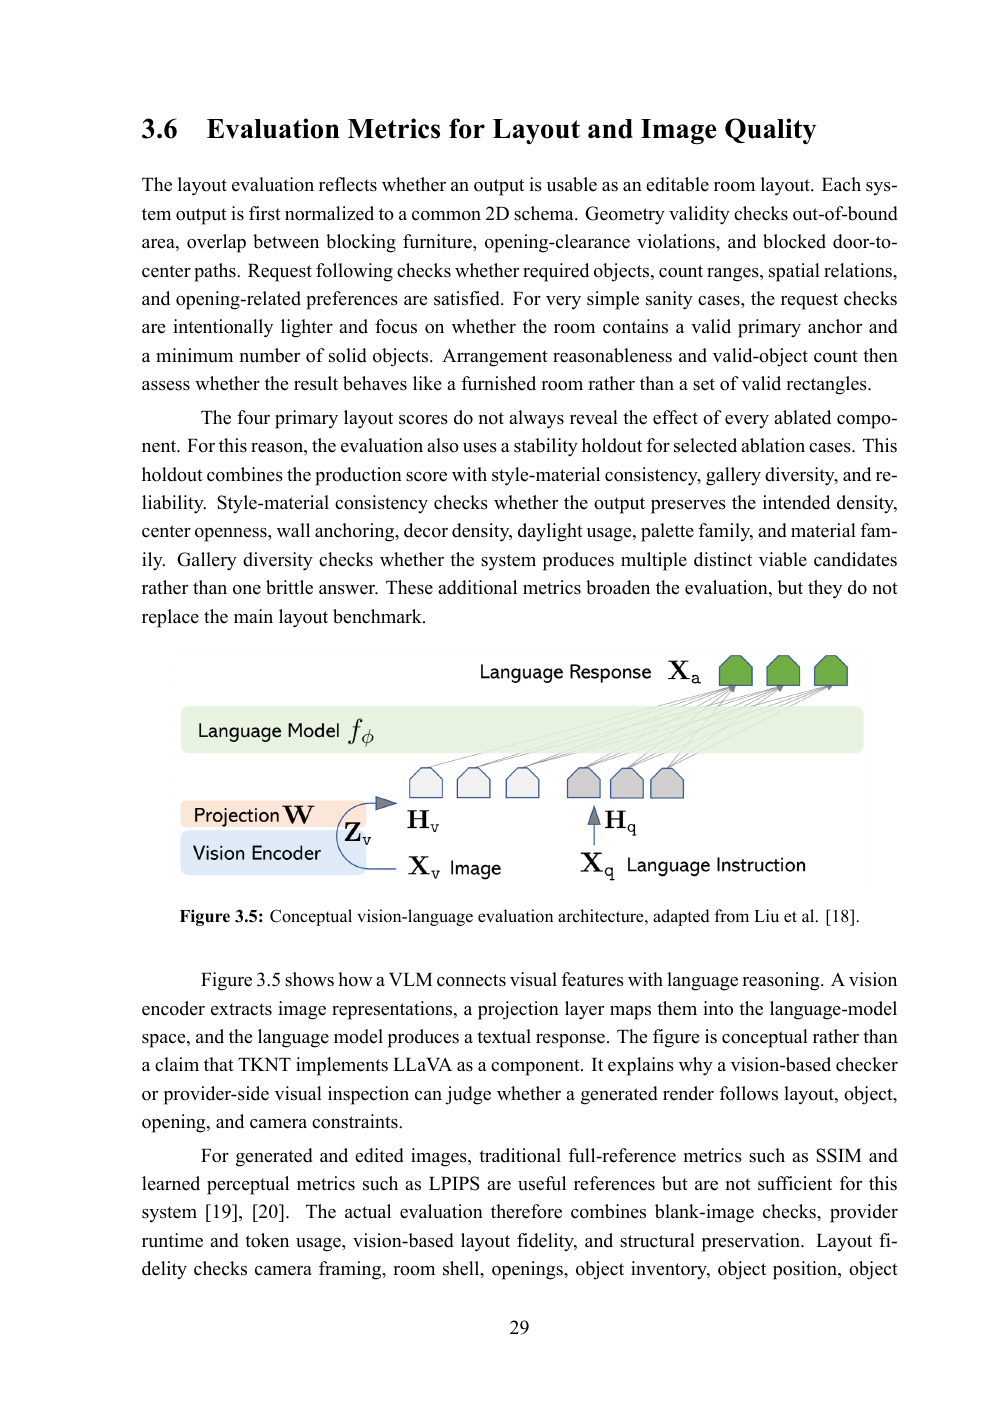 3.6 Evaluation Metrics for Layout and Image Quality
The layout evaluation reflects whether an output is usable as an editable room layout. Each sys-
tem output is first normalized to a common 2D schema. Geometry validity checks out-of-bound
area, overlap between blocking furniture, opening-clearance violations, and blocked door-to-
center paths. Request following checks whether required objects, count ranges, spatial relations,
and opening-related preferences are satisfied. For very simple sanity cases, the request checks
are intentionally lighter and focus on whether the room contains a valid primary anchor and
a minimum number of solid objects. Arrangement reasonableness and valid-object count then
assess whether the result behaves like a furnished room rather than a set of valid rectangles.
The four primary layout scores do not always reveal the effect of every ablated compo-
nent. For this reason, the evaluation also uses a stability holdout for selected ablation cases. This
holdout combines the production score with style-material consistency, gallery diversity, and re-
liability. Style-material consistency checks whether the output preserves the intended density,
center openness, wall anchoring, decor density, daylight usage, palette family, and material fam-
ily. Gallery diversity checks whether the system produces multiple distinct viable candidates
rather than one brittle answer. These additional metrics broaden the evaluation, but they do not
replace the main layout benchmark.
Language Response Xa
Language Model fϕ
Projection W
Zv
Hv
Hq
Vision Encoder
Xv Image
Xq Language Instruction
Figure 3.5: Conceptual vision-language evaluation architecture, adapted from Liu et al. [18].
Figure 3.5 shows how a VLM connects visual features with language reasoning. A vision
encoder extracts image representations, a projection layer maps them into the language-model
space, and the language model produces a textual response. The figure is conceptual rather than
a claim that TKNT implements LLaVA as a component. It explains why a vision-based checker
or provider-side visual inspection can judge whether a generated render follows layout, object,
opening, and camera constraints.
For generated and edited images, traditional full-reference metrics such as SSIM and
learned perceptual metrics such as LPIPS are useful references but are not sufficient for this
system [19], [20]. The actual evaluation therefore combines blank-image checks, provider
runtime and token usage, vision-based layout fidelity, and structural preservation. Layout fi-
delity checks camera framing, room shell, openings, object inventory, object position, object
29